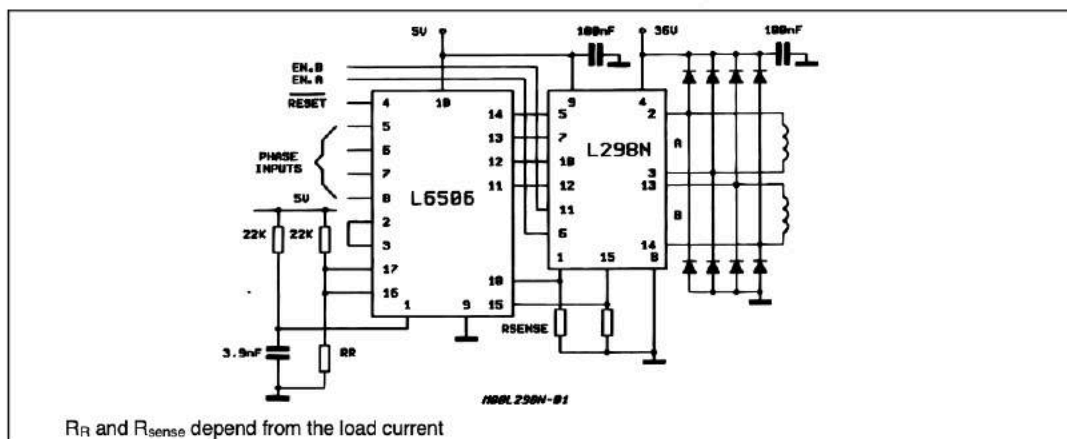 5V 100nF 36V 100nF
EN.B
EN.A
RESET
4 10 14 5 9 4 2
5 13 7 L298N A
6 12 10 3
PHASE
INPUTS
7 11 12 13
L6506
8 11 B
5V
2 6 14
22K 22K
3 1 15 8
17 18
16 15
1 9 RSENSE
3.9nF RR
M00L298N-01
RR and Rsense depend from the load current